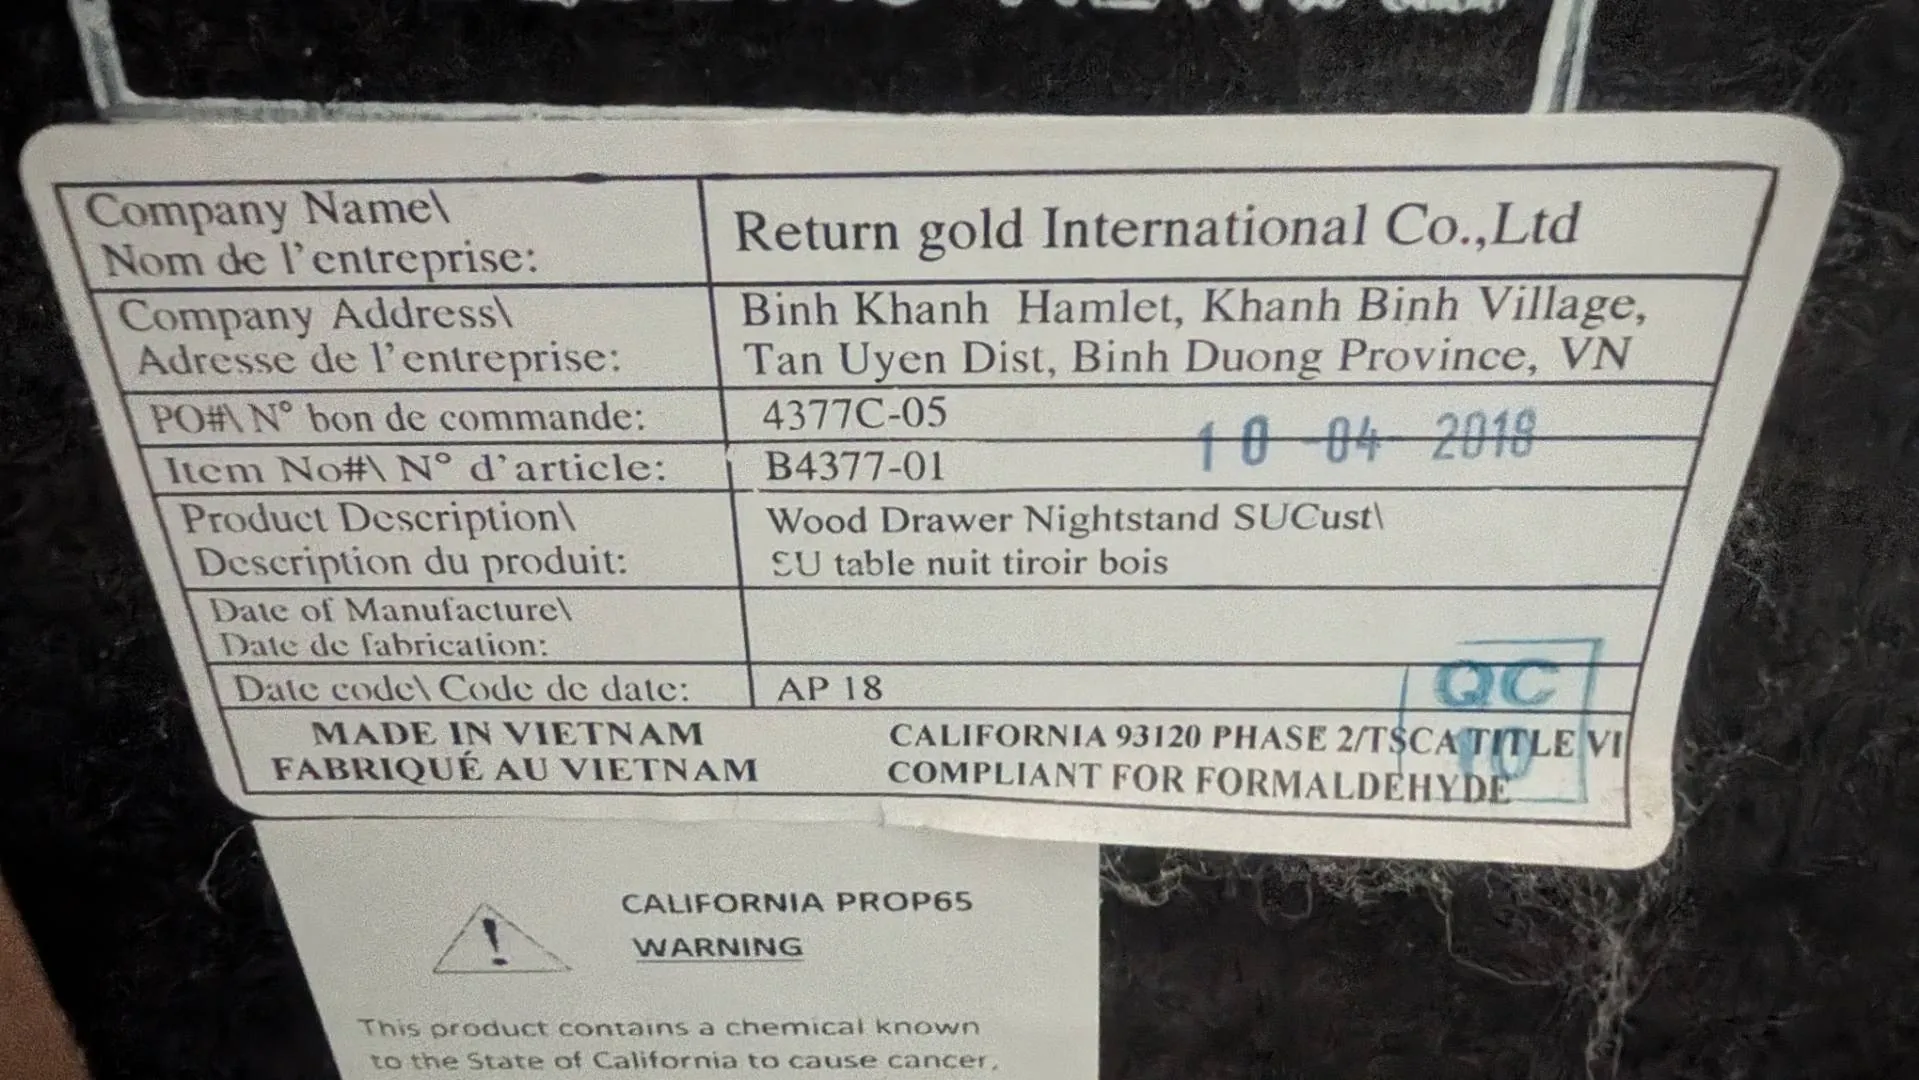 Company Name\
Nom de l'entreprise:
Return gold International Co.,Ltd
Company Address\
Adresse de l'entreprise:
Binh Khanh Hamlet, Khanh Binh Village,
Tan Uyen Dist, Binh Duong Province, VN
PO#\ N° bon de commande:
4377C-05
10 -04- 2018
Item No#\ N° d'article:
B4377-01
Product Description\
Description du produit:
Wood Drawer Nightstand SUCust\
SU table nuit tiroir bois
Date of Manufacture\
Date de fabrication:
Date code\ Code de date:
AP 18
QC
10
MADE IN VIETNAM
FABRIQUÉ AU VIETNAM
CALIFORNIA 93120 PHASE 2/TSCA TITLE VI
COMPLIANT FOR FORMALDEHYDE
CALIFORNIA PROP65
WARNING
This product contains a chemical known
to the State of California to cause cancer,